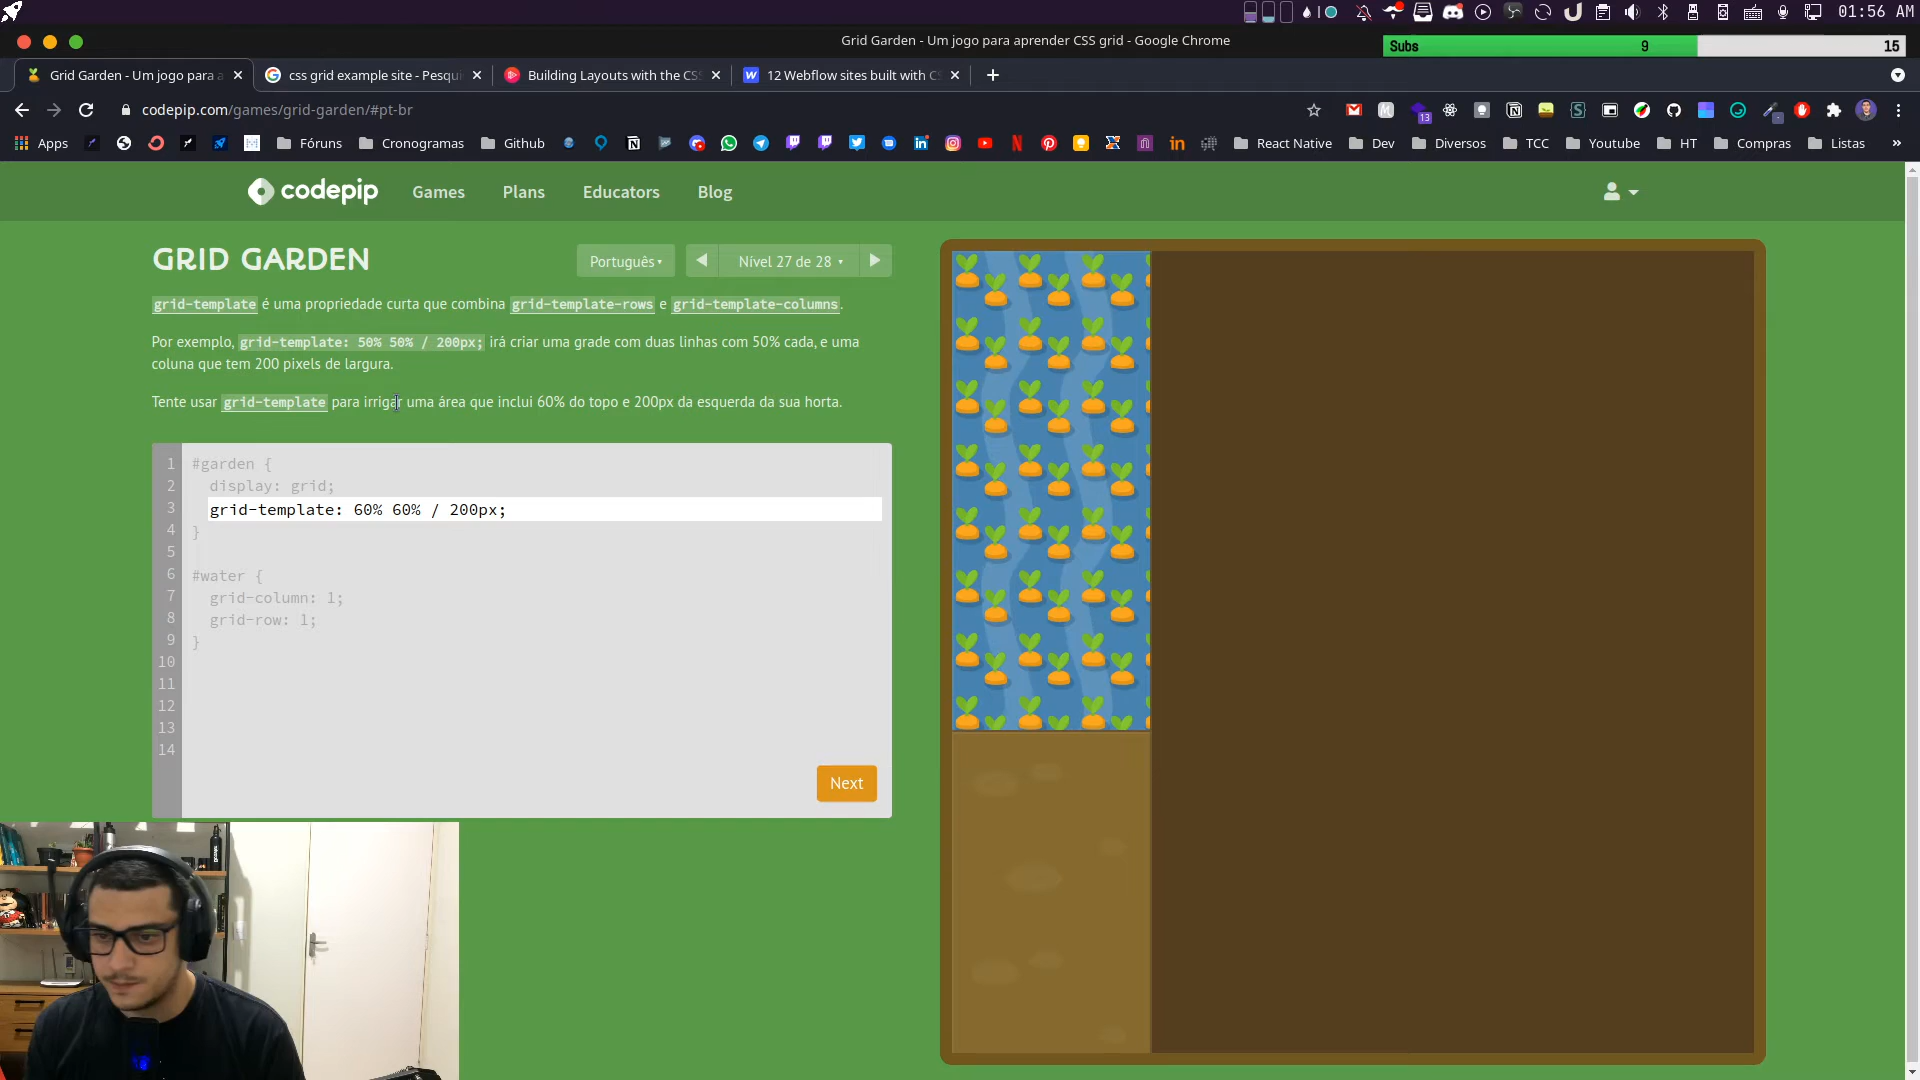 01:56 AM
Grid Garden - Um jogo para aprender CSS grid - Google Chrome
Subs 9 15
Grid Garden - Um jogo para a
css grid example site - Pesqui
Building Layouts with the CS
12 Webflow sites built with C
codepip.com/games/grid-garden/#pt-br
13
Apps
Fóruns
Cronogramas
Github
React Native
Dev
Diversos
TCC
Youtube
HT
Compras
Listas
codepip
Games
Plans
Educators
Blog
GRID GARDEN
Português
Nível 27 de 28
grid-template é uma propriedade curta que combina grid-template-rows e grid-template-columns.
Por exemplo, grid-template: 50% 50% / 200px; irá criar uma grade com duas linhas com 50% cada, e uma
coluna que tem 200 pixels de largura.
Tente usar grid-template para irrigar uma área que inclui 60% do topo e 200px da esquerda da sua horta.
1 #garden {
2 display: grid;
3 grid-template: 60% 60% / 200px;
4 }
5
6 #water {
7 grid-column: 1;
8 grid-row: 1;
9 }
10
11
12
13
14
Next